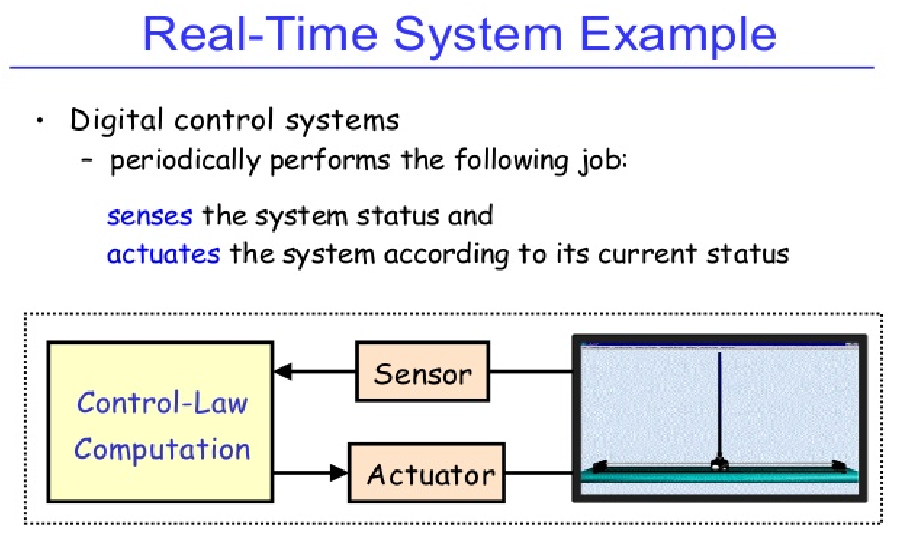 Real-Time System Example
• Digital control systems
– periodically performs the following job:
senses the system status and
actuates the system according to its current status
Control-Law
Computation
Sensor
Actuator